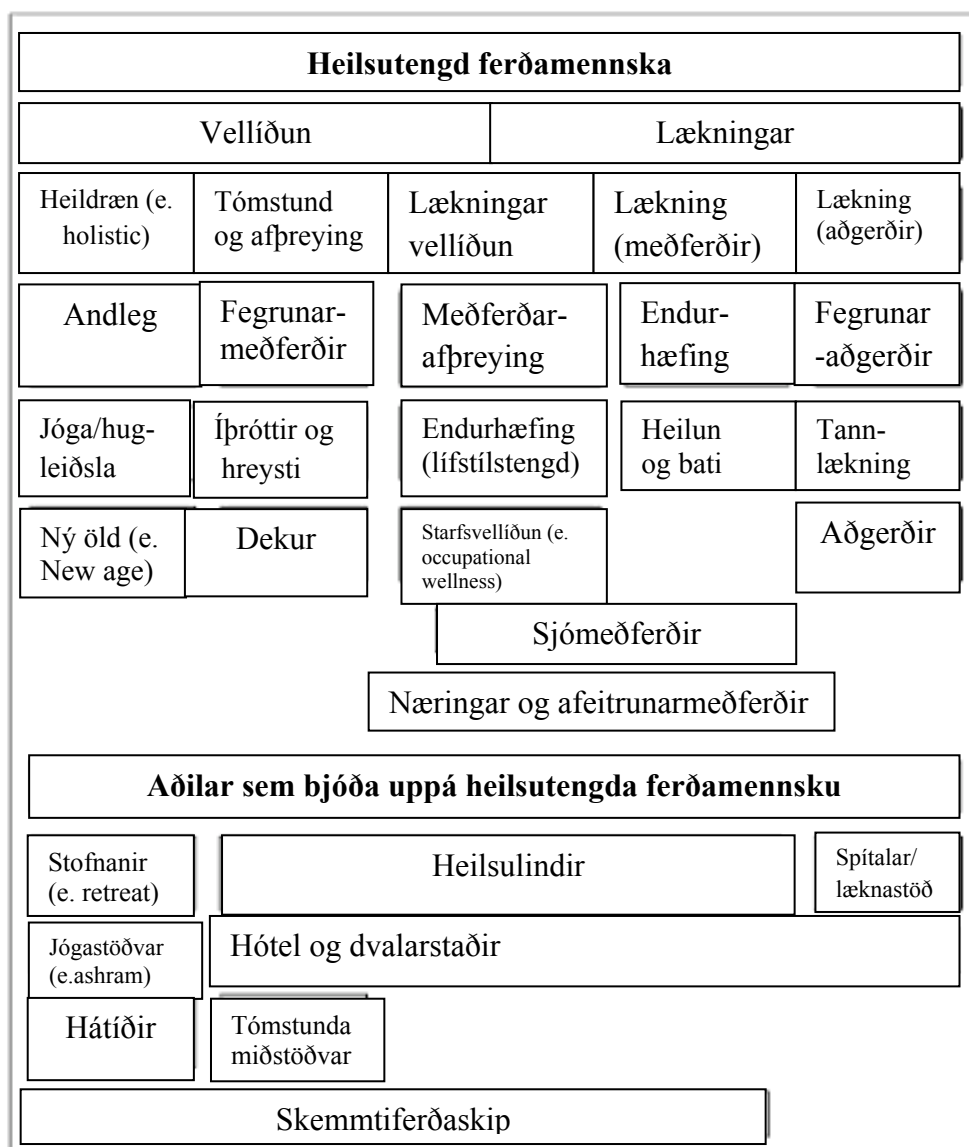 Heilsutengd ferðamennska
Vellíðun
Lækningar
Heildræn (e.
holistic)
Tómstund
og afþreying
Lækningar
vellíðun
Lækning
(meðferðir)
Lækning
(aðgerðir)
Andleg
Fegrunar-
meðferðir
Meðferðar-
afþreying
Endur-
hæfing
Fegrunar
-aðgerðir
Jóga/hug-
leiðsla
Íþróttir og
hreysti
Endurhæfing
(lífstílstengd)
Heilun
og bati
Tann-
lækning
Ný öld (e.
New age)
Dekur
Starfsvellíðun (e.
occupational
wellness)
Aðgerðir
Sjómeðferðir
Næringar og afeitrunarmeðferðir
Aðilar sem bjóða uppá heilsutengda ferðamennsku
Stofnanir
(e. retreat)
Heilsulindir
Spítalar/
læknastöð
Jógastöðvar
(e.ashram)
Hótel og dvalarstaðir
Hátíðir
Tómstunda
miðstöðvar
Skemmtiferðaskip